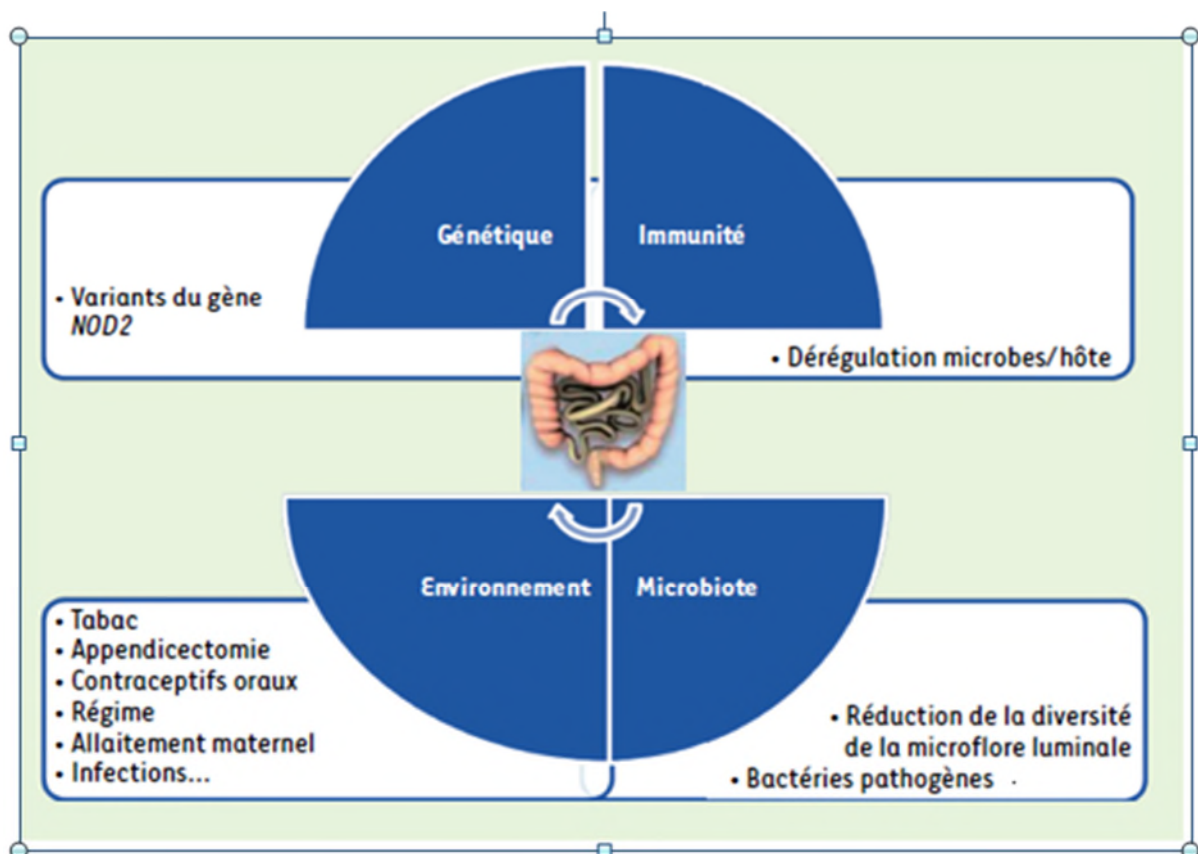 Génétique
Immunité
• Variants du gène
NOD2
• Dérégulation microbes/hôte
Environnement
Microbiote
• Tabac
• Appendicectomie
• Contraceptifs oraux
• Régime
• Allaitement maternel
• Infections...
• Réduction de la diversité
de la microflore luminale
• Bactéries pathogènes .